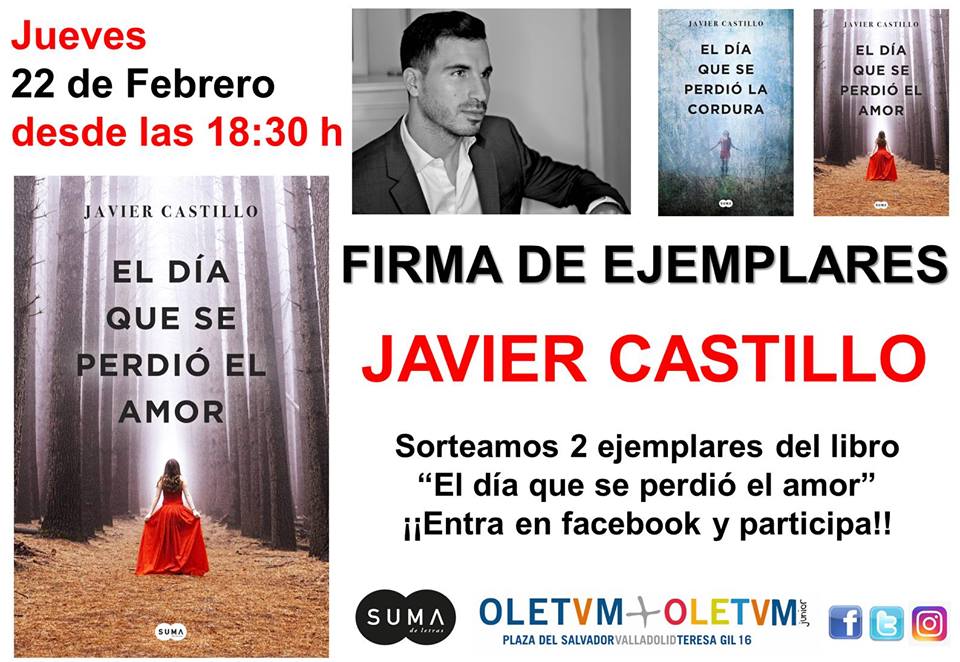 Jueves
22 de Febrero
desde las 18:30 h
JAVIER CASTILLO
EL DÍA
QUE SE
PERDIÓ LA
CORDURA
SUMA
JAVIER CASTILLO
EL DÍA
QUE SE
PERDIÓ EL
AMOR
SUMA
JAVIER CASTILLO
EL DÍA
QUE SE
PERDIÓ EL
AMOR
SUMA
de letras
FIRMA DE EJEMPLARES
JAVIER CASTILLO
Sorteamos 2 ejemplares del libro
“El día que se perdió el amor”
¡¡Entra en facebook y participa!!
SUMA
de letras
OLETVM+OLETVM junior
PLAZA DEL SALVADORVALLADOLIDTERESA GIL 16